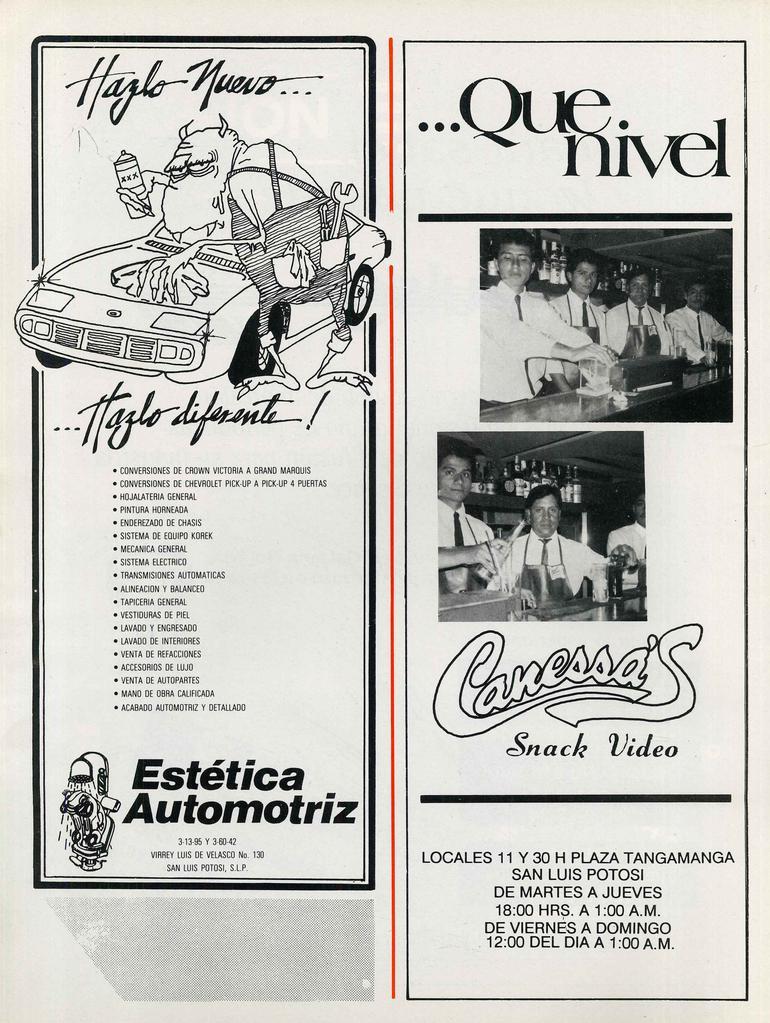 Hazlo Nuevo...
XXX
...Hazlo diferente!
• CONVERSIONES DE CROWN VICTORIA A GRAND MARQUIS
• CONVERSIONES DE CHEVROLET PICK-UP A PICK-UP 4 PUERTAS
• HOJALATERIA GENERAL
• PINTURA HORNEADA
• ENDEREZADO DE CHASIS
• SISTEMA DE EQUIPO KOREK
• MECANICA GENERAL
• SISTEMA ELECTRICO
• TRANSMISIONES AUTOMATICAS
• ALINEACION Y BALANCEO
• TAPICERIA GENERAL
• VESTIDURAS DE PIEL
• LAVADO Y ENGRESADO
• LAVADO DE INTERIORES
• VENTA DE REFACCIONES
• ACCESORIOS DE LUJO
• VENTA DE AUTOPARTES
• MANO DE OBRA CALIFICADA
• ACABADO AUTOMOTRIZ Y DETALLADO
Estética
Automotriz
3-13-95 Y 3-60-42
VIRREY LUIS DE VELASCO No. 130
SAN LUIS POTOSI, S.L.P.
...Que
nivel
Canessa'S
Snack Video
LOCALES 11 Y 30 H PLAZA TANGAMANGA
SAN LUIS POTOSI
DE MARTES A JUEVES
18:00 HRS. A 1:00 A.M.
DE VIERNES A DOMINGO
12:00 DEL DIA A 1:00 A.M.